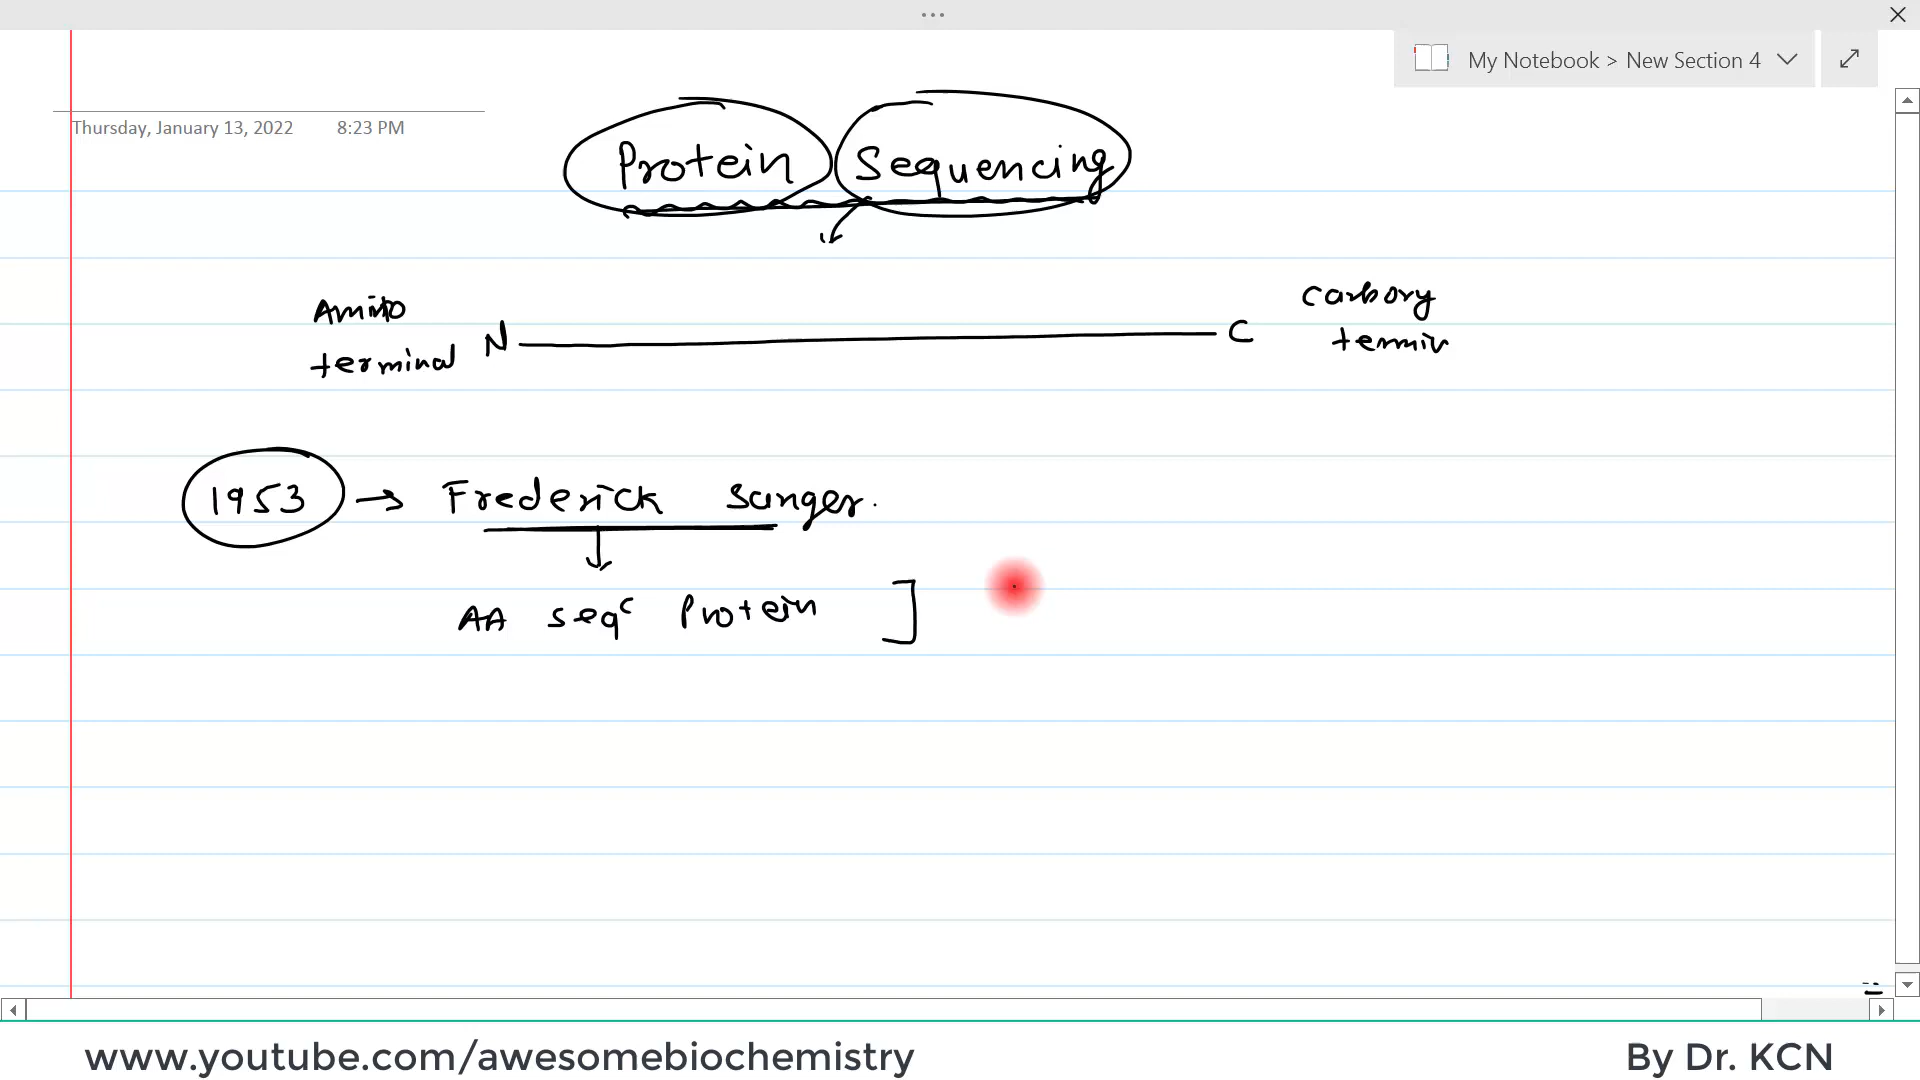 My Notebook > New Section 4
Thursday, January 13, 2022 8:23 PM
Protein Sequencing
Amino
terminal N C
Carboxy
termin
1953 → Frederick Sanger.
AA seqᶜ Protein ]
www.youtube.com/awesomebiochemistry By Dr. KCN